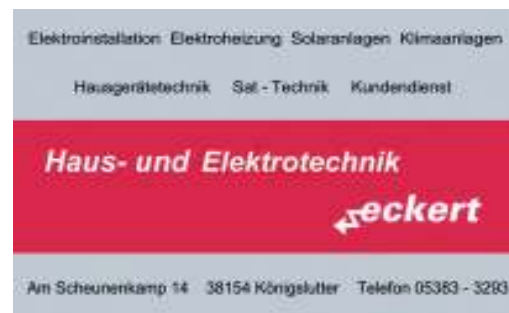 Elektroinstallation Elektroheizung Solaranlagen Klimaanlagen
Hausgerätetechnik Sat - Technik Kundendienst
Haus- und Elektrotechnik
eckert
Am Scheunenkamp 14 38154 Königslutter Telefon 05383 - 3293